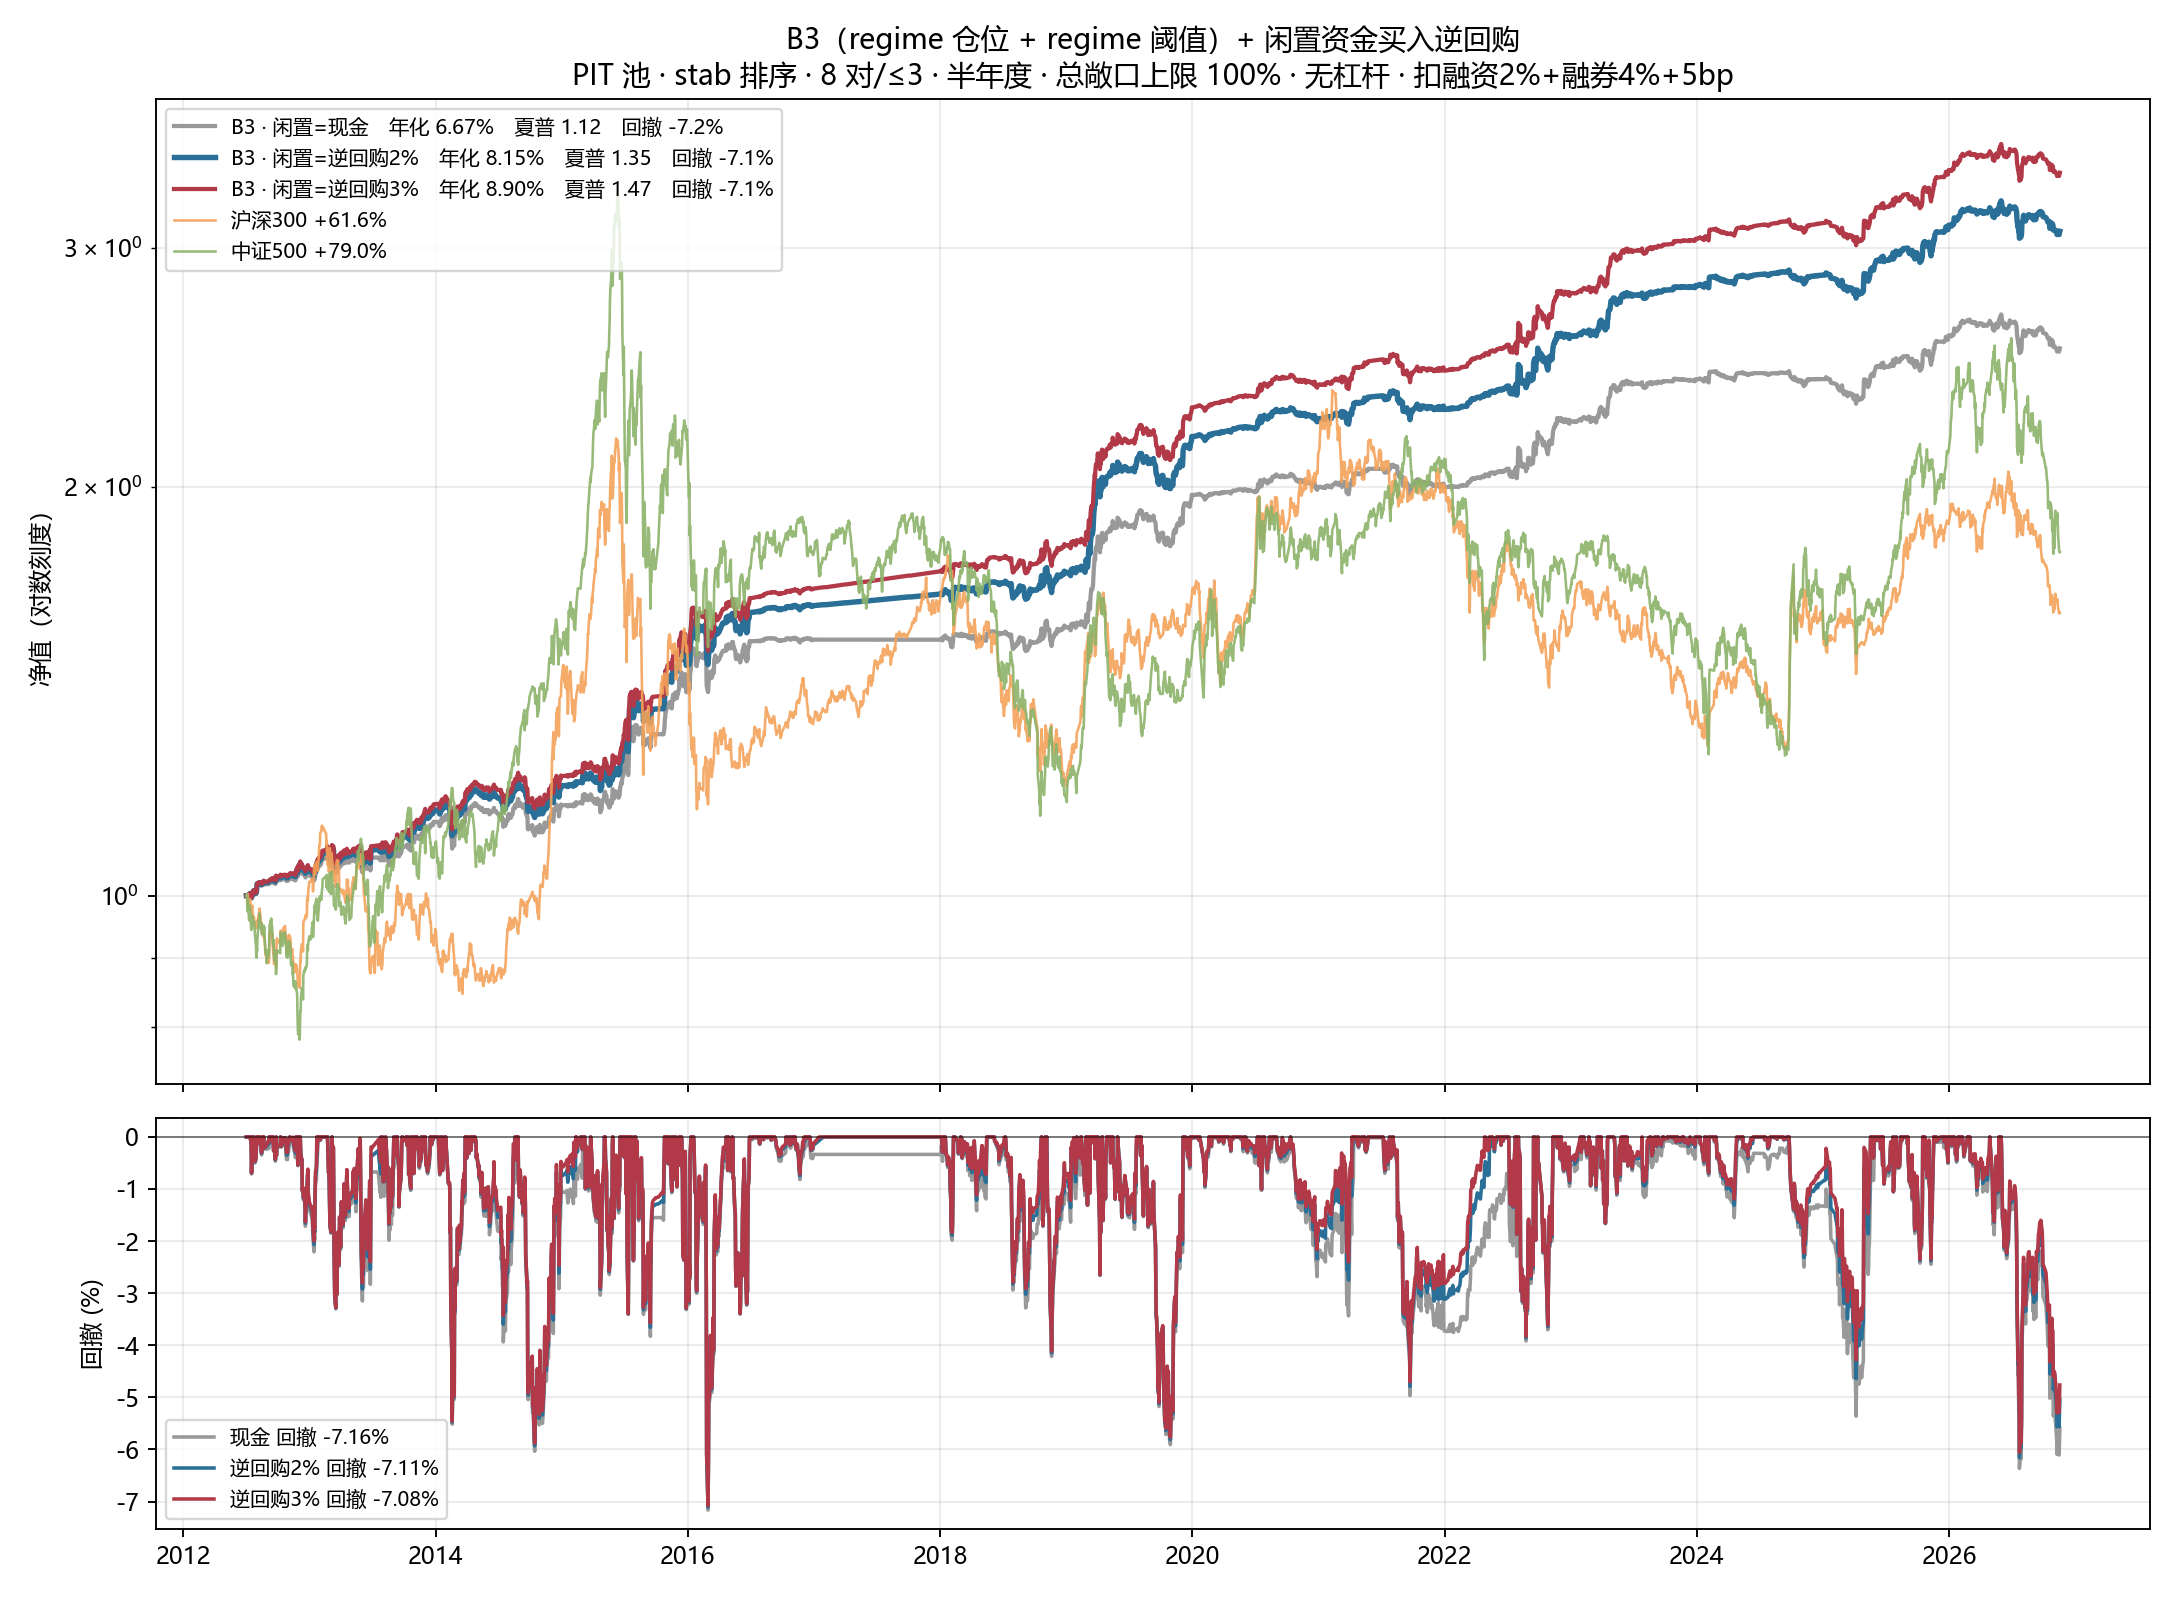 B3（regime 仓位 + regime 阈值）+ 闲置资金买入逆回购
PIT 池 · stab 排序 · 8 对/≤3 · 半年度 · 总敞口上限 100% · 无杠杆 · 扣融资2%+融券4%+5bp
B3 · 闲置=现金 年化 6.67% 夏普 1.12 回撤 -7.2%
B3 · 闲置=逆回购2% 年化 8.15% 夏普 1.35 回撤 -7.1%
B3 · 闲置=逆回购3% 年化 8.90% 夏普 1.47 回撤 -7.1%
沪深300 +61.6%
中证500 +79.0%
3 × 10⁰
2 × 10⁰
10⁰
净值（对数刻度）
0
-1
-2
-3
-4
-5
-6
-7
回撤 (%)
现金 回撤 -7.16%
逆回购2% 回撤 -7.11%
逆回购3% 回撤 -7.08%
2012 2014 2016 2018 2020 2022 2024 2026